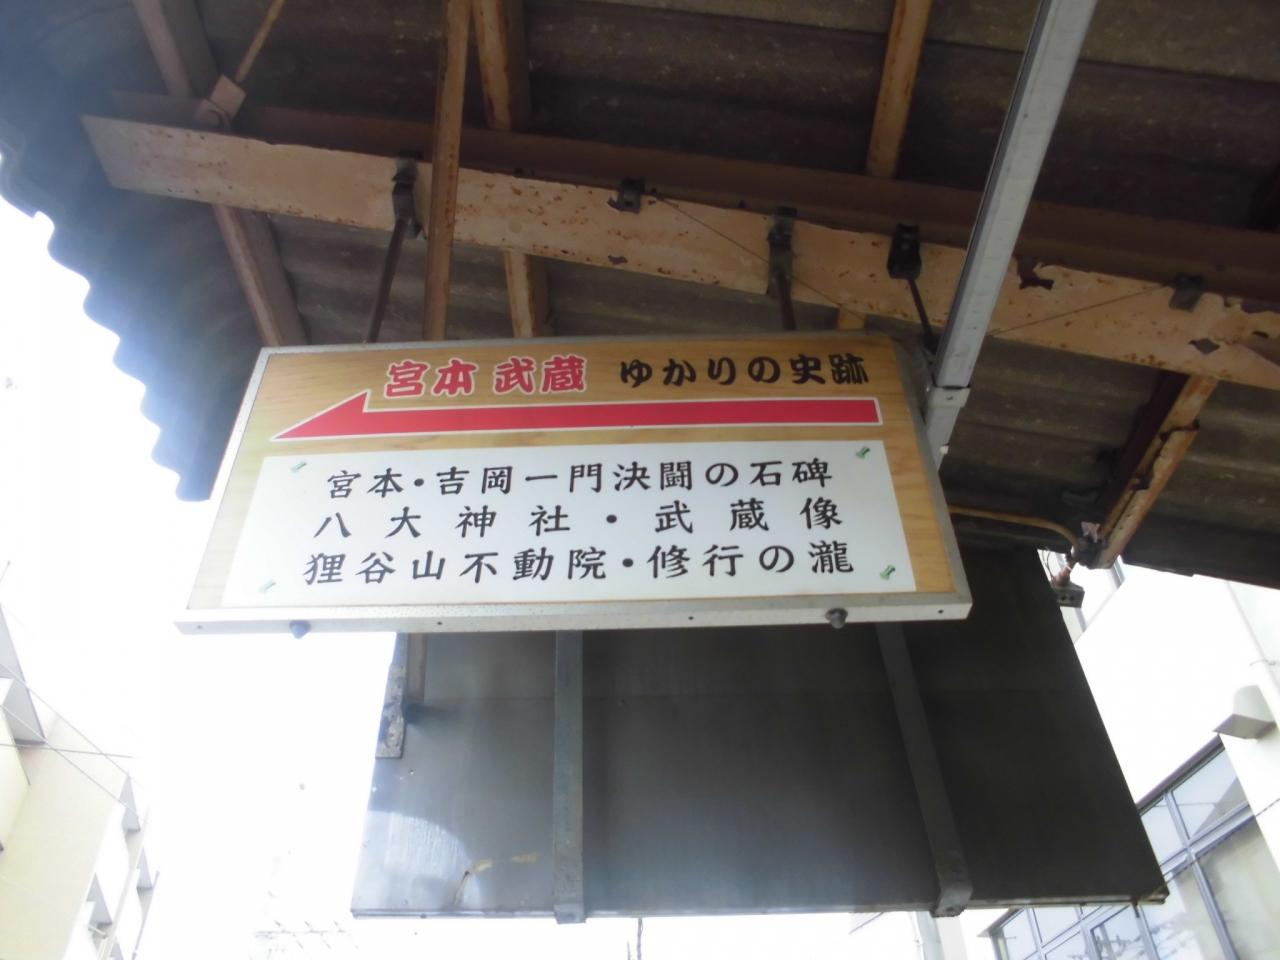 宮本 武蔵 ゆかりの史跡
宮本・吉岡一門決闘の石碑
八大神社・武蔵像
狸谷山不動院・修行の瀧